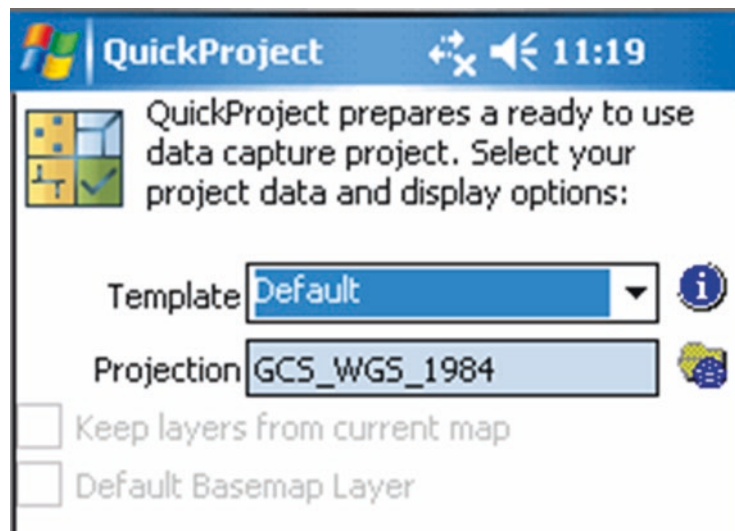 QuickProject 11:19
QuickProject prepares a ready to use
data capture project. Select your
project data and display options:
Template Default
Projection GCS_WGS_1984
Keep layers from current map
Default Basemap Layer